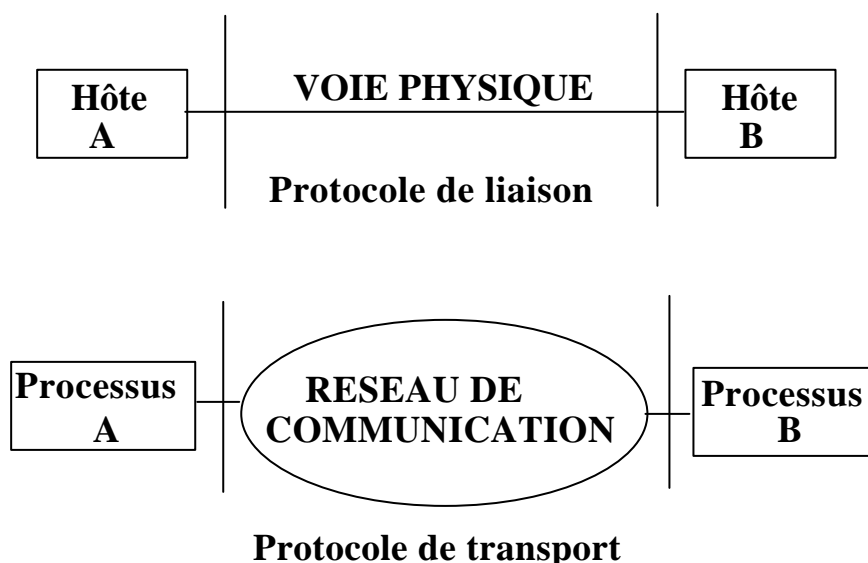 Hôte
A
VOIE PHYSIQUE
Hôte
B
Protocole de liaison
Processus
A
RESEAU DE
COMMUNICATION
Processus
B
Protocole de transport